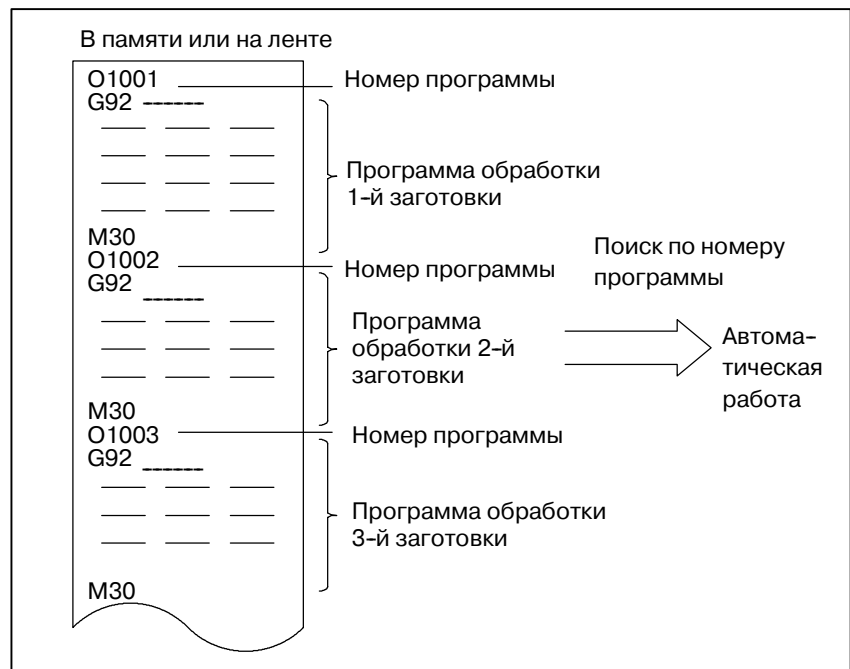 В памяти или на ленте
O1001
Номер программы
G92
Программа обработки
1-й заготовки
M30
O1002
Номер программы
G92
Программа
обработки 2-й
заготовки
Поиск по номеру
программы
Автома-
тическая
работа
M30
O1003
Номер программы
G92
Программа обработки
3-й заготовки
M30